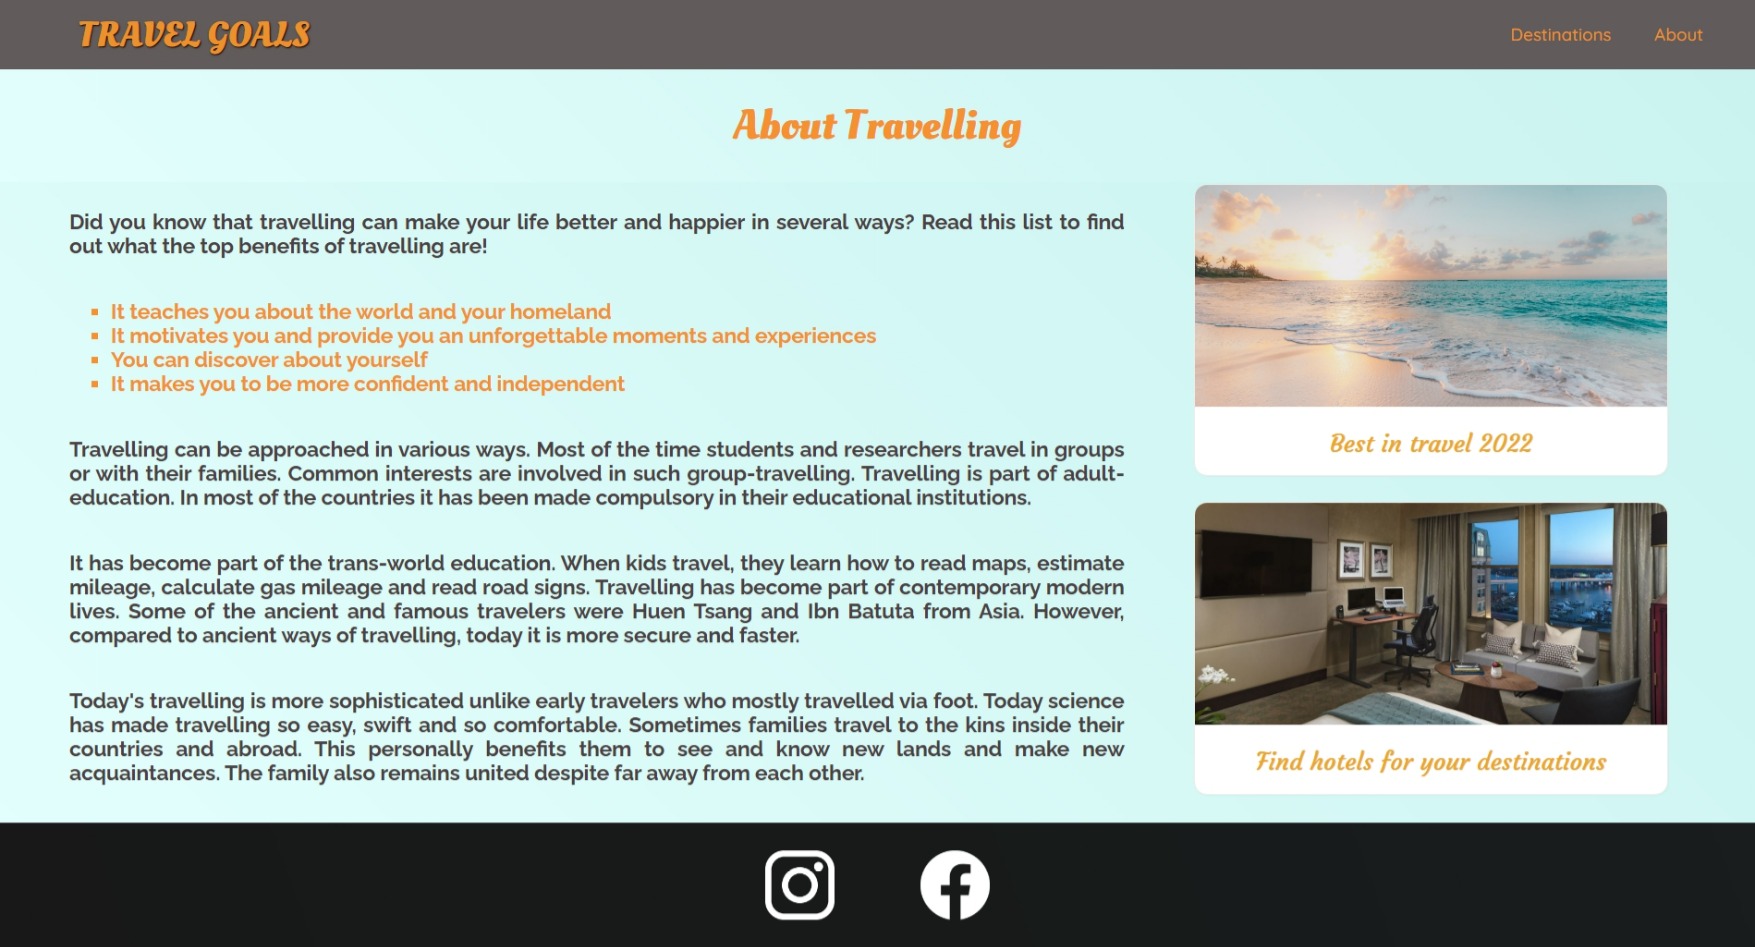 TRAVEL GOALS
Destinations
About
About Travelling
Did you know that travelling can make your life better and happier in several ways? Read this list to find
out what the top benefits of travelling are!
It teaches you about the world and your homeland
It motivates you and provide you an unforgettable moments and experiences
You can discover about yourself
It makes you to be more confident and independent
Travelling can be approached in various ways. Most of the time students and researchers travel in groups
or with their families. Common interests are involved in such group-travelling. Travelling is part of adult-
education. In most of the countries it has been made compulsory in their educational institutions.
It has become part of the trans-world education. When kids travel, they learn how to read maps, estimate
mileage, calculate gas mileage and read road signs. Travelling has become part of contemporary modern
lives. Some of the ancient and famous travelers were Huen Tsang and Ibn Batuta from Asia. However,
compared to ancient ways of travelling, today it is more secure and faster.
Today's travelling is more sophisticated unlike early travelers who mostly travelled via foot. Today science
has made travelling so easy, swift and so comfortable. Sometimes families travel to the kins inside their
countries and abroad. This personally benefits them to see and know new lands and make new
acquaintances. The family also remains united despite far away from each other.
Best in travel 2022
Find hotels for your destinations